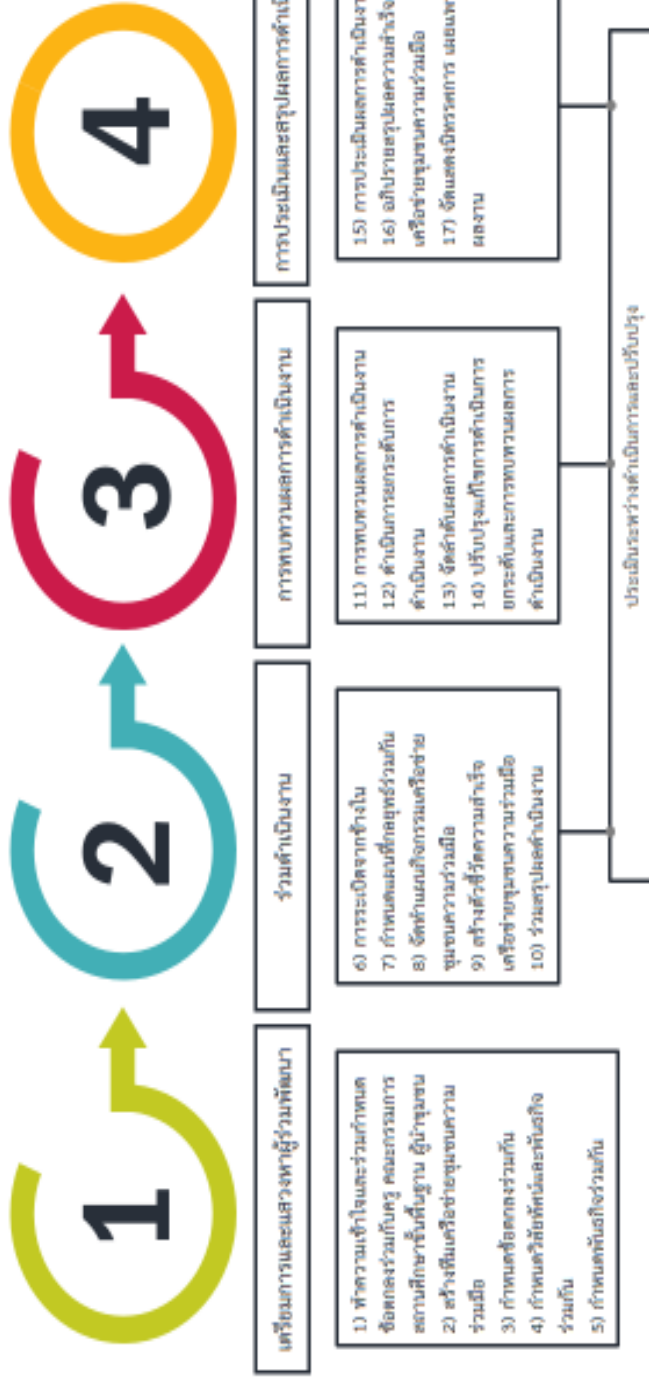 1
เตรียมการและแสวงหาผู้ร่วมพัฒนา
1) ทำความเข้าใจและร่วมกำหนด
ข้อตกลงร่วมกับครู คณะกรรมการ
สถานศึกษาขั้นพื้นฐาน ผู้นำชุมชน
2) สร้างทีมเครือข่ายชุมชนความ
ร่วมมือ
3) กำหนดข้อตกลงร่วมกัน
4) กำหนดวิสัยทัศน์และพันธกิจ
ร่วมกัน
5) กำหนดพันธกิจร่วมกัน
2
ร่วมดำเนินงาน
6) การระเบิดจากข้างใน
7) กำหนดแผนที่กลยุทธ์ร่วมกัน
8) จัดทำแผนกิจกรรมเครือข่าย
ชุมชนความร่วมมือ
9) สร้างตัวชี้วัดความสำเร็จ
เครือข่ายชุมชนความร่วมมือ
10) ร่วมสรุปผลดำเนินงาน
3
การทบทวนผลการดำเนินงาน
11) การทบทวนผลการดำเนินงาน
12) ดำเนินการยกระดับการ
ดำเนินงาน
13) จัดลำดับผลการดำเนินงาน
14) ปรับปรุงแก้ไขการดำเนินการ
ยกระดับและการทบทวนผลการ
ดำเนินงาน
4
การประเมินและสรุปผลการดำเนิ
15) การประเมินผลการดำเนินงา
16) อภิปรายสรุปผลความสำเร็จ
เครือข่ายชุมชนความร่วมมือ
17) จัดแสดงนิทรรศการ เผยแพ
ผลงาน
ประเมินระหว่างดำเนินการและปรับปรุง